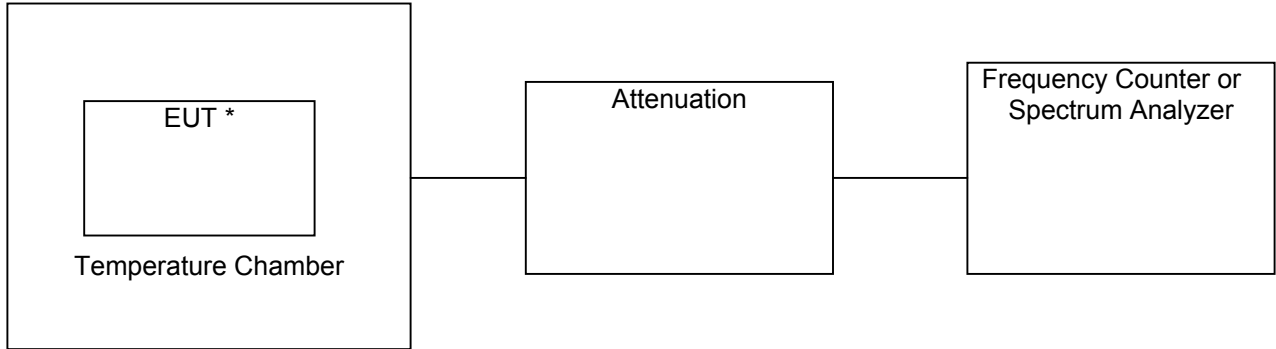 EUT *
Temperature Chamber
Attenuation
Frequency Counter or
Spectrum Analyzer